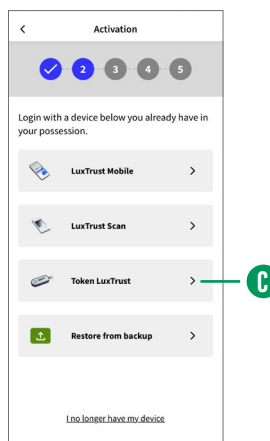 Activation
2 3 4 5
Login with a device below you already have in
your possession.
LuxTrust Mobile
LuxTrust Scan
Token LuxTrust
C
Restore from backup
I no longer have my device